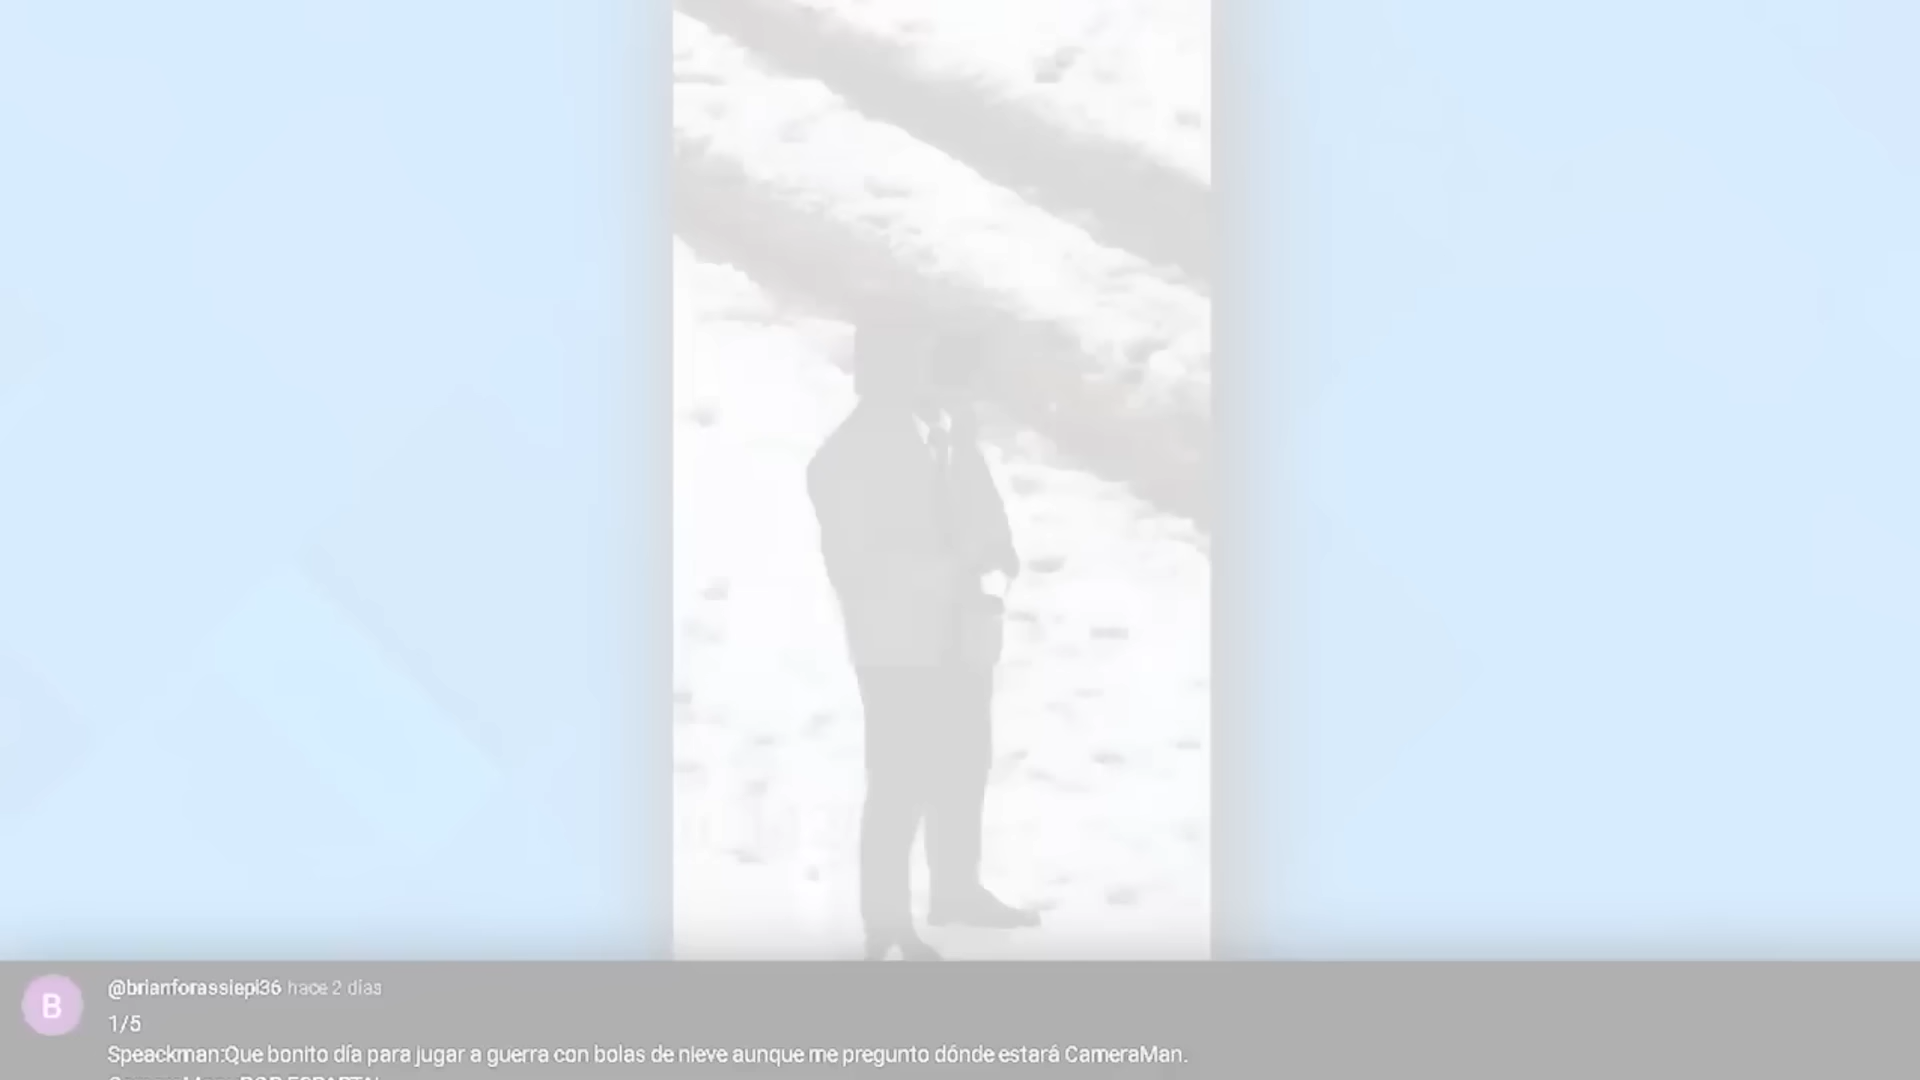 B
@brianforassiepi36 hace 2 días
1/5
Speackman:Que bonito día para jugar a guerra con bolas de nieve aunque me pregunto dónde estará CameraMan.